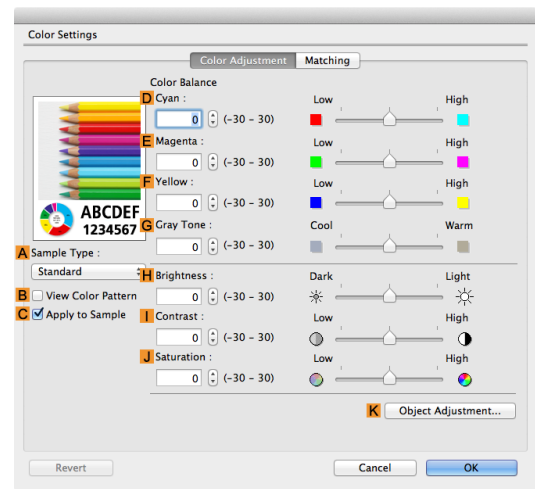 Color Settings
Color Adjustment Matching
Color Balance
D Cyan :
Low High
0 (-30 – 30)
E Magenta :
Low High
0 (-30 – 30)
F Yellow :
Low High
0 (-30 – 30)
ABCDEF
1234567
G Gray Tone :
Cool Warm
0 (-30 – 30)
A Sample Type :
Standard
H Brightness :
Dark Light
B View Color Pattern
0 (-30 – 30)
C Apply to Sample
I Contrast :
Low High
0 (-30 – 30)
J Saturation :
Low High
0 (-30 – 30)
K Object Adjustment...
Revert Cancel OK